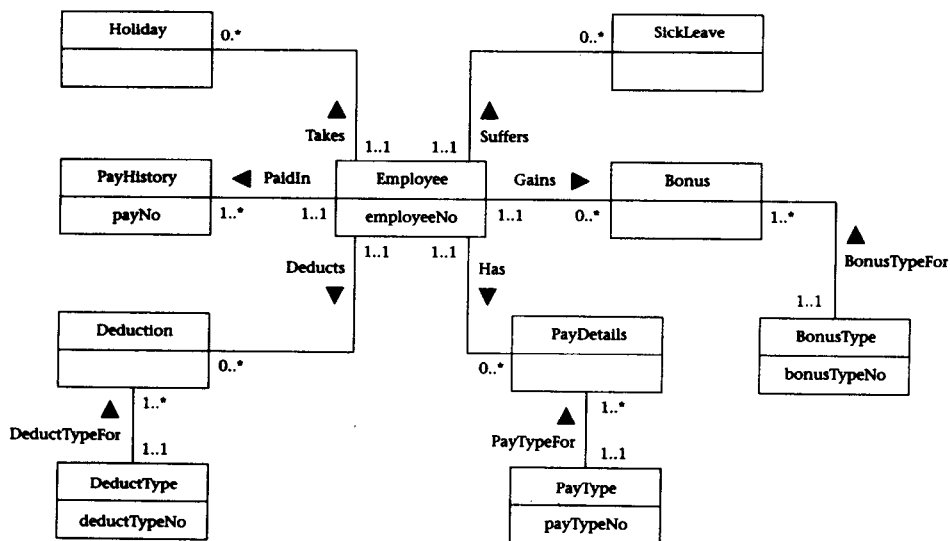 Holiday
0..*
SickLeave
0..*
Takes
Suffers
1..1
1..1
PayHistory
payNo
PaidIn
1..*
1..1
Employee
employeeNo
Gains
1..1
0..*
Bonus
1..*
BonusTypeFor
1..1
BonusType
bonusTypeNo
Deducts
1..1
1..1
Has
Deduction
0..*
PayDetails
0..*
1..*
DeductTypeFor
1..1
DeductType
deductTypeNo
1..*
PayTypeFor
1..1
PayType
payTypeNo